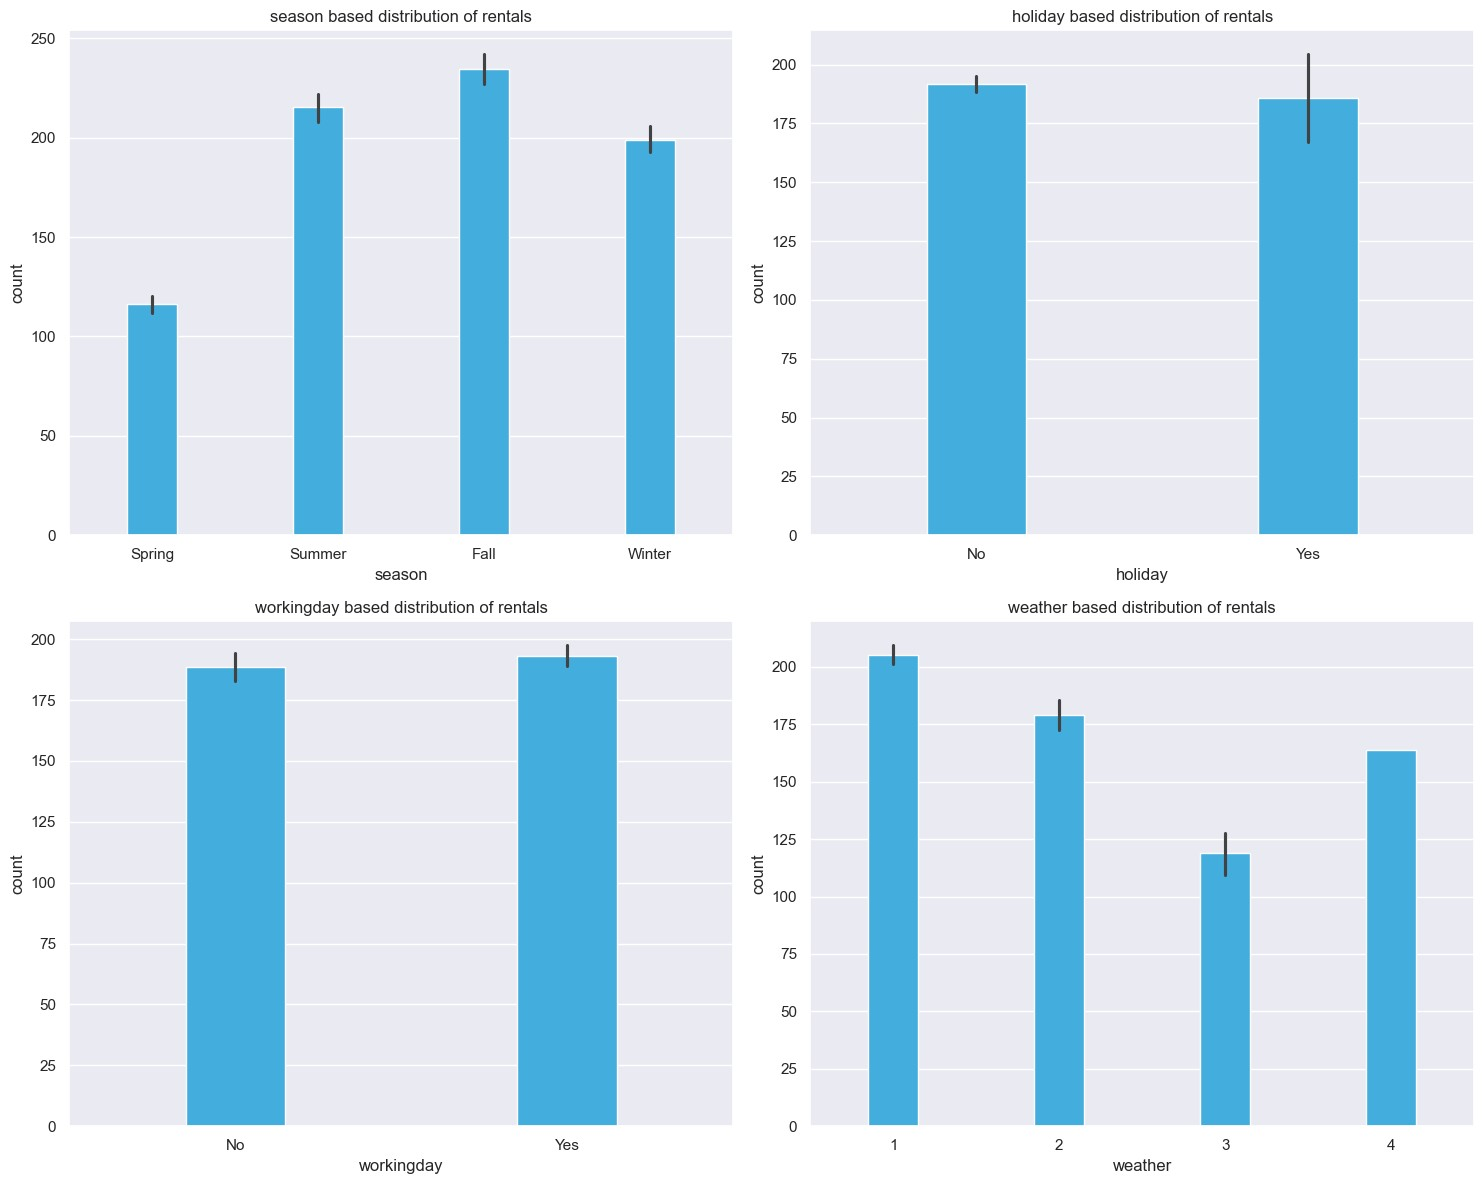 season based distribution of rentals
250
200
150
100
50
0
count
Spring Summer Fall Winter
season
holiday based distribution of rentals
200
175
150
125
100
75
50
25
0
count
No Yes
holiday
workingday based distribution of rentals
200
175
150
125
100
75
50
25
0
count
No Yes
workingday
weather based distribution of rentals
200
175
150
125
100
75
50
25
0
count
1 2 3 4
weather